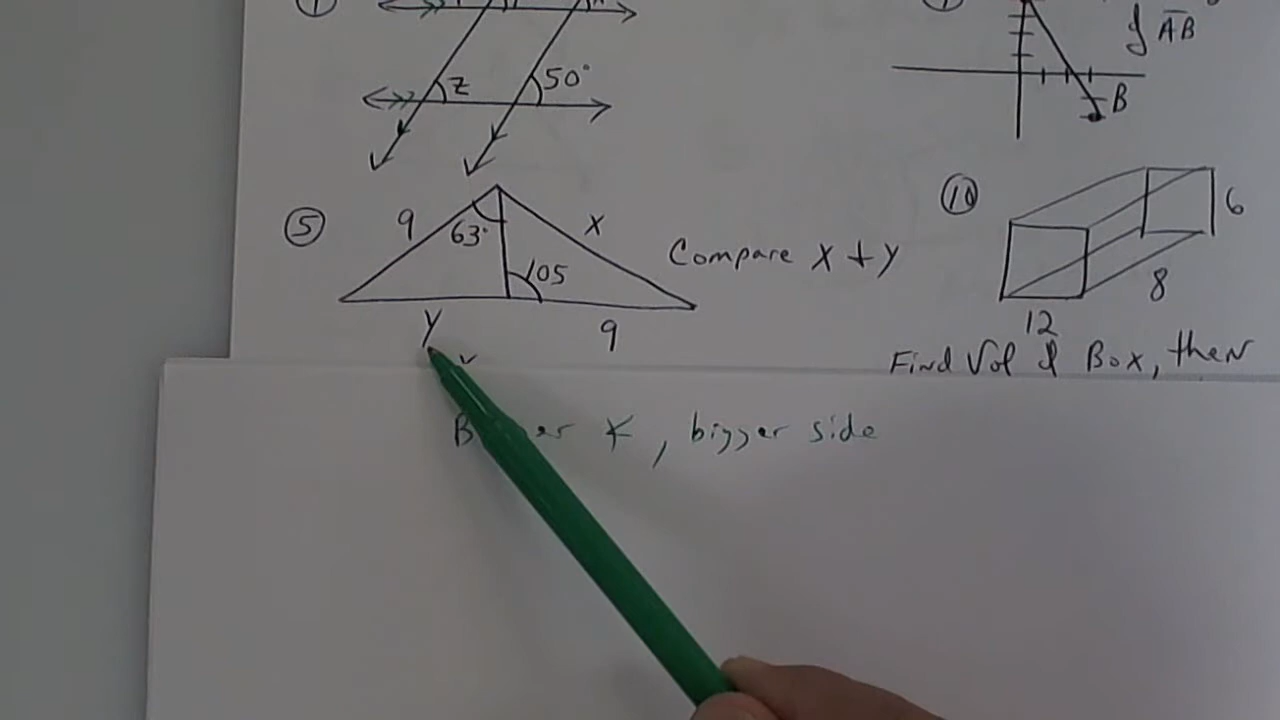 z
50°
AB
B
⑤
9
63°
x
105
y
9
Compare x + y
⑩
6
8
12
Find Vol of Box, then
bigger side